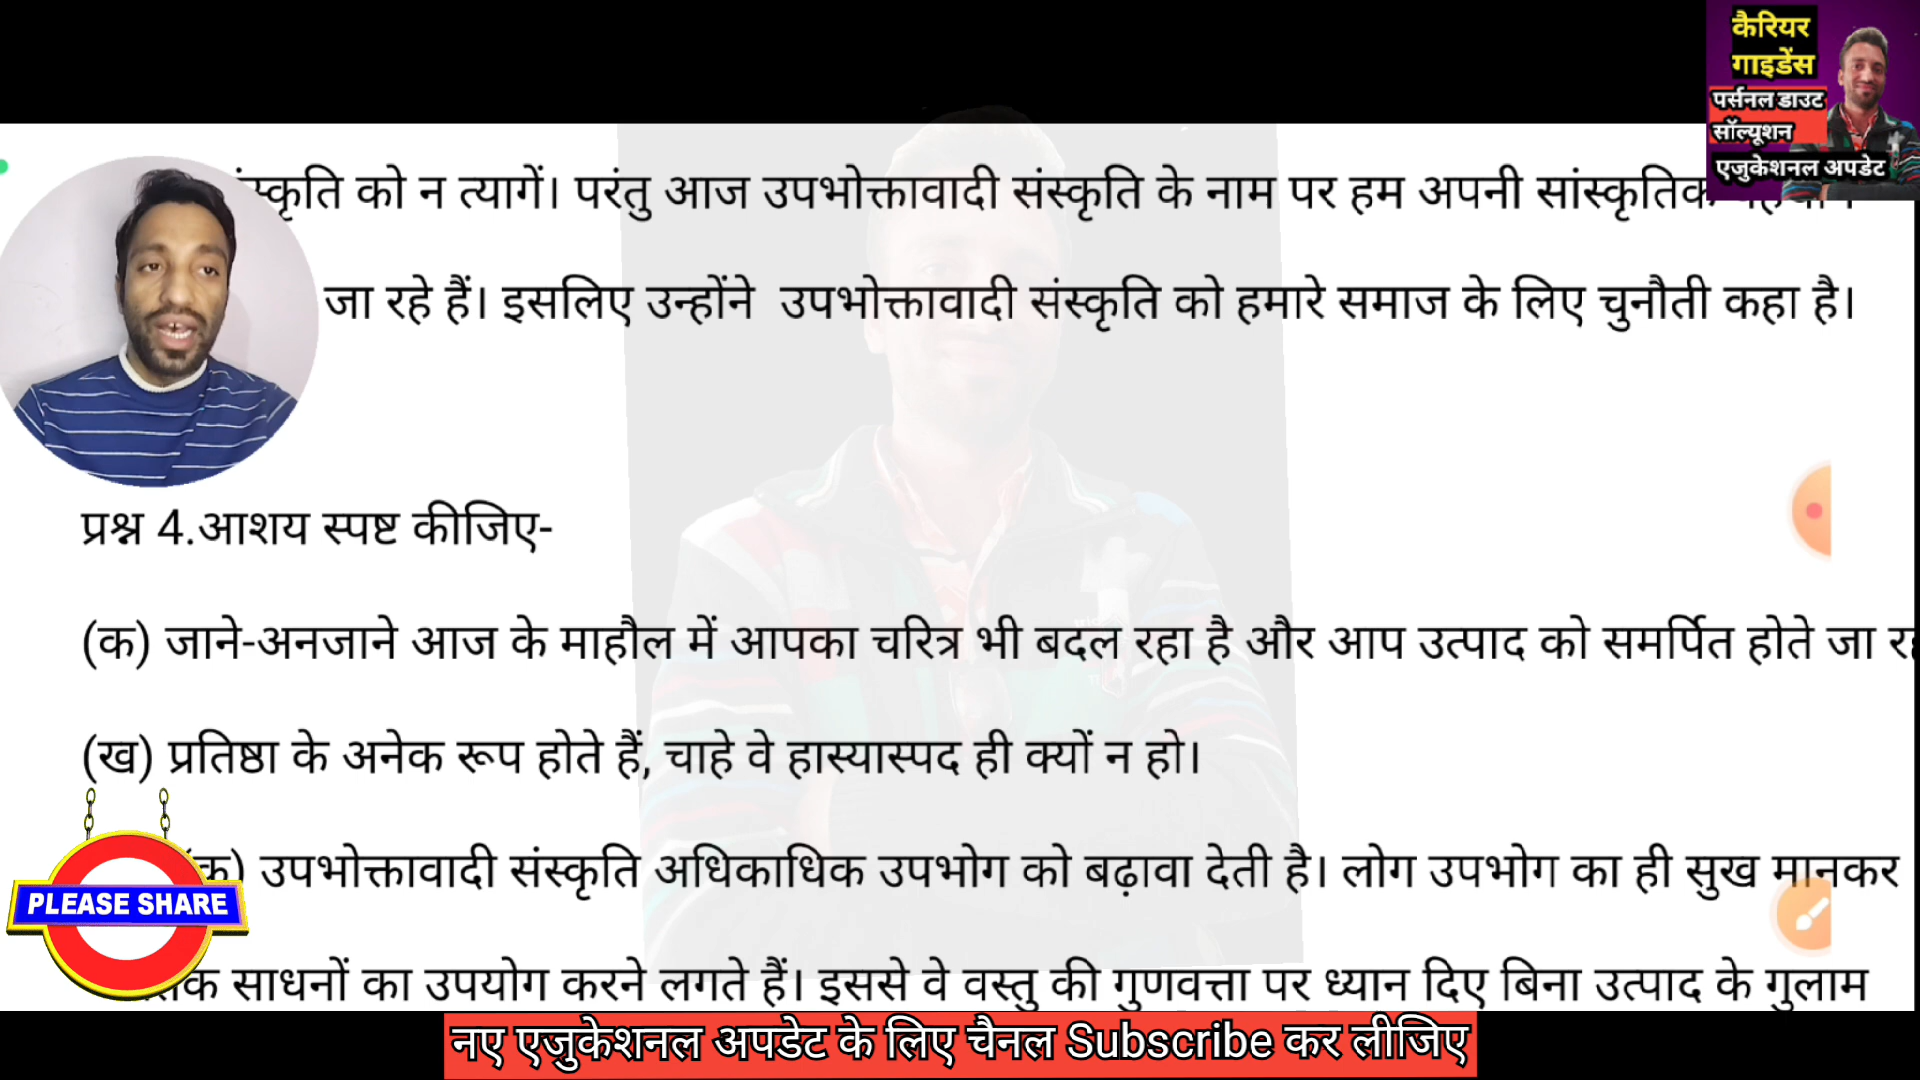 कैरियर
गाइडेंस
पर्सनल डाउट
सॉल्यूशन
एजुकेशनल अपडेट
को न त्यागें। परंतु आज उपभोक्तावादी संस्कृति के नाम पर हम अपनी सांस्कृतिक
जा रहे हैं। इसलिए उन्होंने उपभोक्तावादी संस्कृति को हमारे समाज के लिए चुनौती कहा है।
प्रश्न 4.आशय स्पष्ट कीजिए-
(क) जाने-अनजाने आज के माहौल में आपका चरित्र भी बदल रहा है और आप उत्पाद को समर्पित होते जा
(ख) प्रतिष्ठा के अनेक रूप होते हैं, चाहे वे हास्यास्पद ही क्यों न हो।
क) उपभोक्तावादी संस्कृति अधिकाधिक उपभोग को बढ़ावा देती है। लोग उपभोग का ही सुख मानकर
साधनों का उपयोग करने लगते हैं। इससे वे वस्तु की गुणवत्ता पर ध्यान दिए बिना उत्पाद के गुलाम
PLEASE SHARE
नए एजुकेशनल अपडेट के लिए चैनल Subscribe कर लीजिए